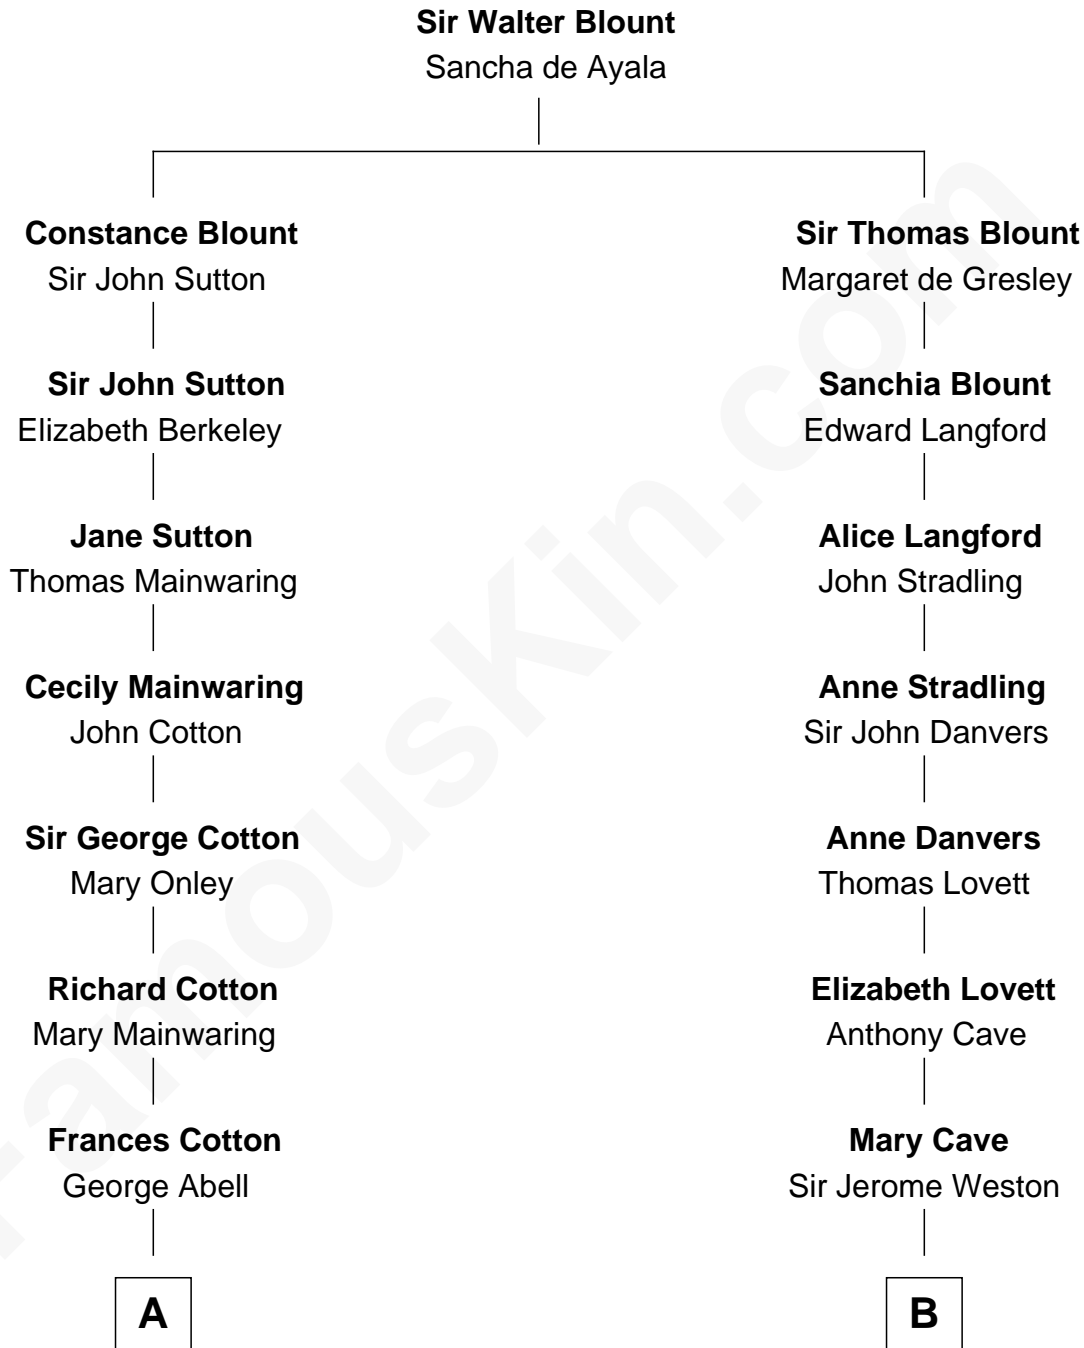 Sir Walter Blount
Sancha de Ayala
Constance Blount
Sir John Sutton
Sir Thomas Blount
Margaret de Gresley
Sir John Sutton
Elizabeth Berkeley
Sanchia Blount
Edward Langford
Jane Sutton
Thomas Mainwaring
Alice Langford
John Stradling
Cecily Mainwaring
John Cotton
Anne Stradling
Sir John Danvers
Sir George Cotton
Mary Onley
Anne Danvers
Thomas Lovett
Richard Cotton
Mary Mainwaring
Elizabeth Lovett
Anthony Cave
Frances Cotton
George Abell
Mary Cave
Sir Jerome Weston
A
B
FamousKin.com